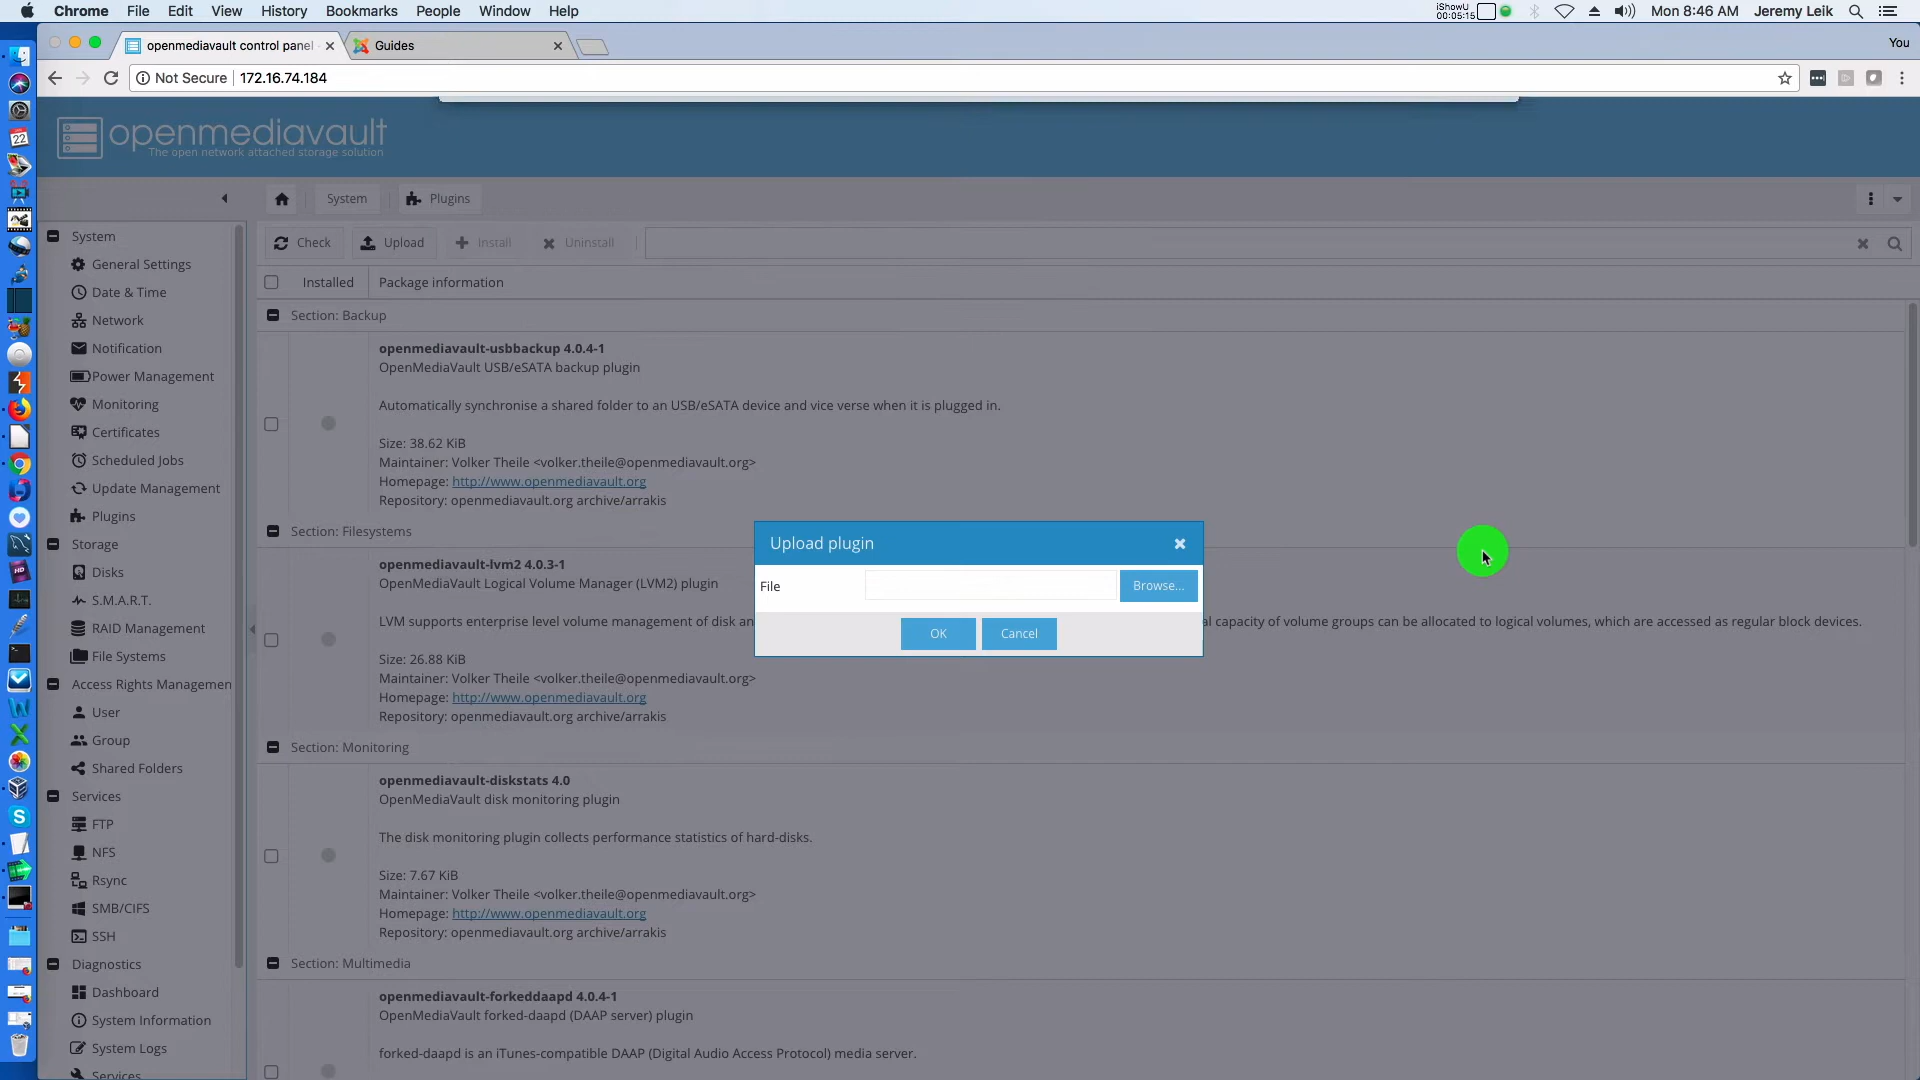 Chrome File Edit View History Bookmarks People Window Help
iShowU
00:05:15
Mon 8:46 AM Jeremy Leik
openmediavault control panel
Guides
You
Not Secure 172.16.74.184
openmediavault
The open network attached storage solution
System Plugins
Check Upload Install Uninstall
Installed Package information
System
General Settings
Date & Time
Network
Notification
Power Management
Monitoring
Certificates
Scheduled Jobs
Update Management
Plugins
Storage
Disks
S.M.A.R.T.
RAID Management
File Systems
Access Rights Managemen
User
Group
Shared Folders
Services
FTP
NFS
Rsync
SMB/CIFS
SSH
Diagnostics
Dashboard
System Information
System Logs
Services
Section: Backup
openmediavault-usbbackup 4.0.4-1
OpenMediaVault USB/eSATA backup plugin
Automatically synchronise a shared folder to an USB/eSATA device and vice verse when it is plugged in.
Size: 38.62 KiB
Maintainer: Volker Theile <volker.theile@openmediavault.org>
Homepage: http://www.openmediavault.org
Repository: openmediavault.org archive/arrakis
Section: Filesystems
openmediavault-lvm2 4.0.3-1
OpenMediaVault Logical Volume Manager (LVM2) plugin
LVM supports enterprise level volume management of disk an
al capacity of volume groups can be allocated to logical volumes, which are accessed as regular block devices.
Size: 26.88 KiB
Maintainer: Volker Theile <volker.theile@openmediavault.org>
Homepage: http://www.openmediavault.org
Repository: openmediavault.org archive/arrakis
Section: Monitoring
openmediavault-diskstats 4.0
OpenMediaVault disk monitoring plugin
The disk monitoring plugin collects performance statistics of hard-disks.
Size: 7.67 KiB
Maintainer: Volker Theile <volker.theile@openmediavault.org>
Homepage: http://www.openmediavault.org
Repository: openmediavault.org archive/arrakis
Section: Multimedia
openmediavault-forkeddaapd 4.0.4-1
OpenMediaVault forked-daapd (DAAP server) plugin
forked-daapd is an iTunes-compatible DAAP (Digital Audio Access Protocol) media server.
Upload plugin
File
Browse...
OK Cancel
22
HD